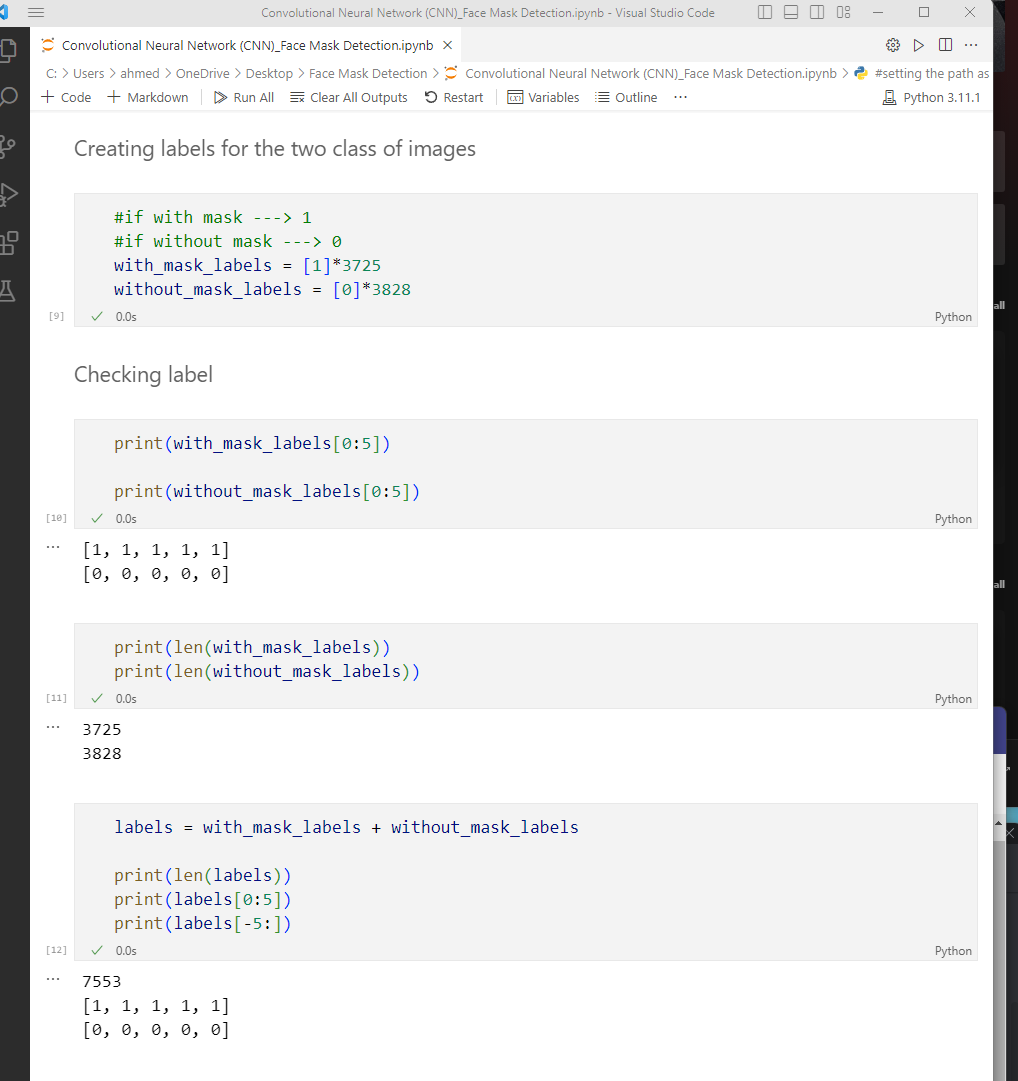 Convolutional Neural Network (CNN)_Face Mask Detection.ipynb - Visual Studio Code
Convolutional Neural Network (CNN)_Face Mask Detection.ipynb
C: > Users > ahmed > OneDrive > Desktop > Face Mask Detection > Convolutional Neural Network (CNN)_Face Mask Detection.ipynb > #setting the path as
+ Code + Markdown Run All Clear All Outputs Restart Variables Outline ... Python 3.11.1
Creating labels for the two class of images
#if with mask ---> 1
#if without mask ---> 0
with_mask_labels = [1]*3725
without_mask_labels = [0]*3828
[9] 0.0s Python
Checking label
print(with_mask_labels[0:5])
print(without_mask_labels[0:5])
[10] 0.0s Python
[1, 1, 1, 1, 1]
[0, 0, 0, 0, 0]
print(len(with_mask_labels))
print(len(without_mask_labels))
[11] 0.0s Python
3725
3828
labels = with_mask_labels + without_mask_labels
print(len(labels))
print(labels[0:5])
print(labels[-5:])
[12] 0.0s Python
7553
[1, 1, 1, 1, 1]
[0, 0, 0, 0, 0]
all
all